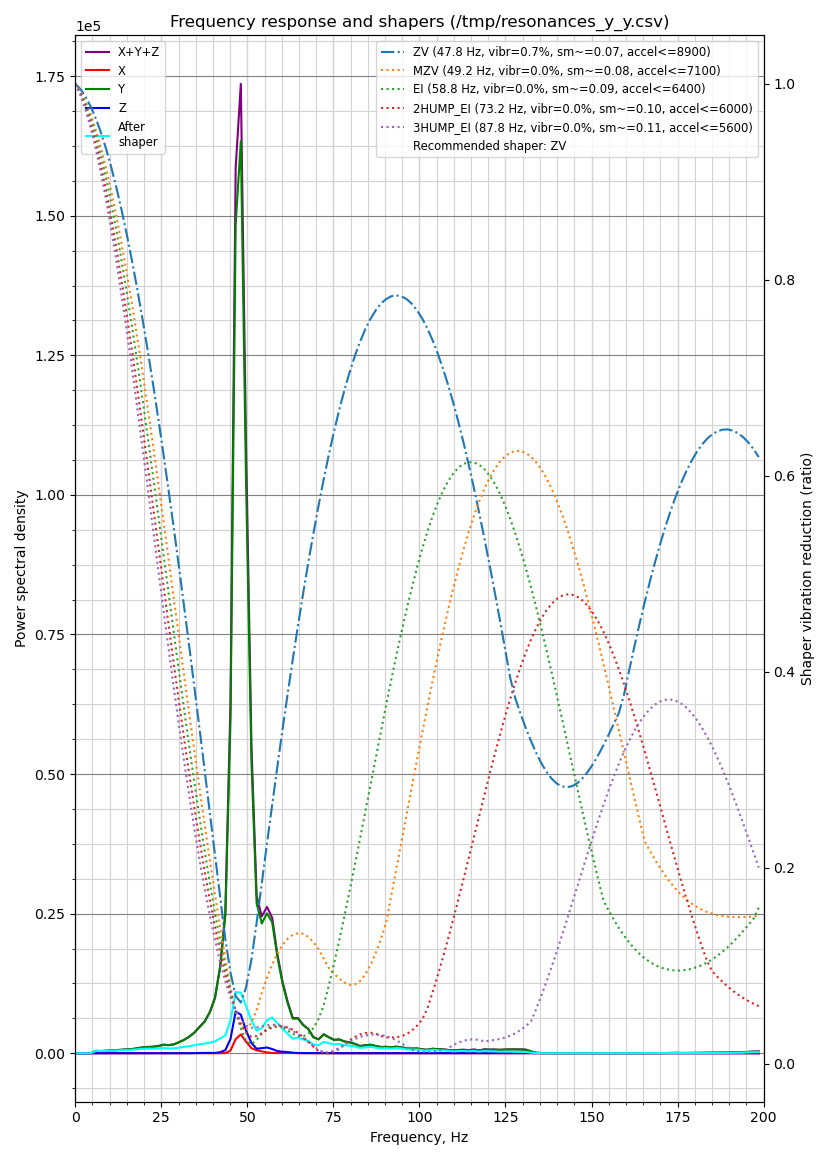 Frequency response and shapers (/tmp/resonances_y_y.csv)
1e5
X+Y+Z
X
Y
Z
After
shaper
ZV (47.8 Hz, vibr=0.7%, sm~=0.07, accel<=8900)
MZV (49.2 Hz, vibr=0.0%, sm~=0.08, accel<=7100)
EI (58.8 Hz, vibr=0.0%, sm~=0.09, accel<=6400)
2HUMP_EI (73.2 Hz, vibr=0.0%, sm~=0.10, accel<=6000)
3HUMP_EI (87.8 Hz, vibr=0.0%, sm~=0.11, accel<=5600)
Recommended shaper: ZV
Power spectral density
1.75
1.50
1.25
1.00
0.75
0.50
0.25
0.00
1.0
0.8
0.6
0.4
0.2
0.0
Shaper vibration reduction (ratio)
0 25 50 75 100 125 150 175 200
Frequency, Hz